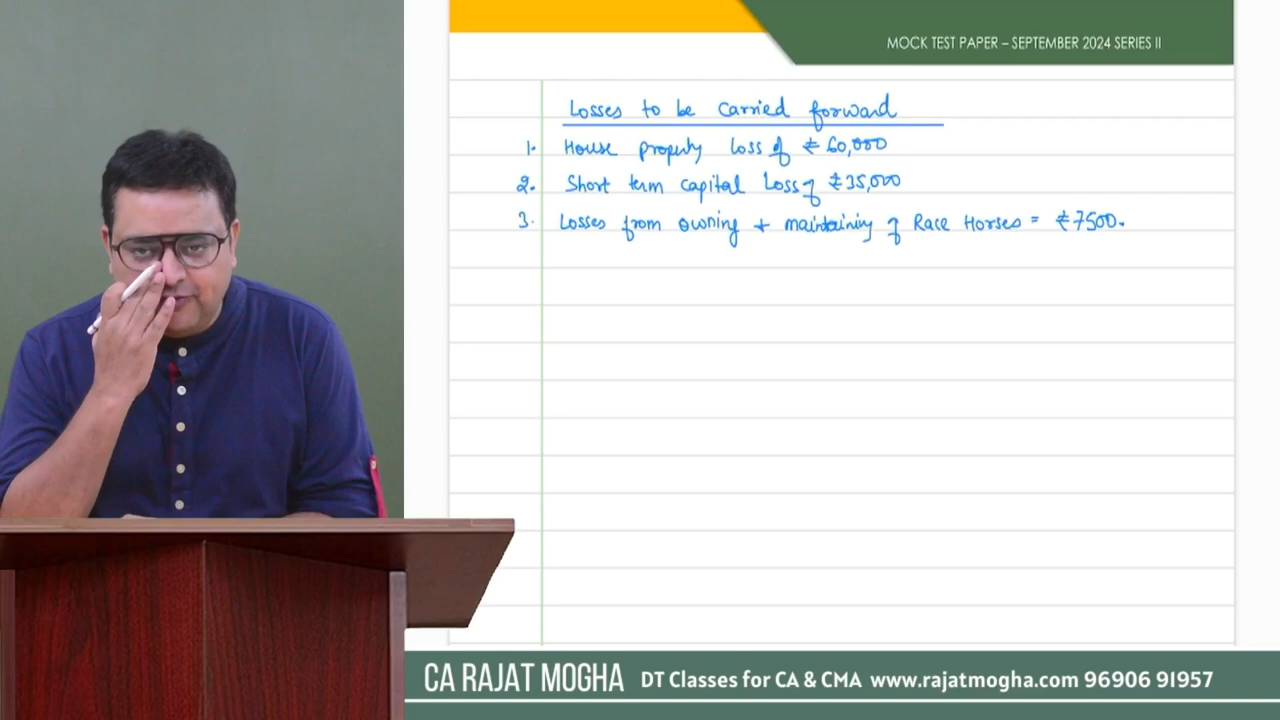 MOCK TEST PAPER – SEPTEMBER 2024 SERIES II
Losses to be carried forward
1. House property loss of ₹ 60,000
2. Short term capital Loss of ₹35,000
3. Losses from owning + maintaining of Race Horses = ₹7500.
CA RAJAT MOGHA DT Classes for CA & CMA www.rajatmogha.com 96906 91957